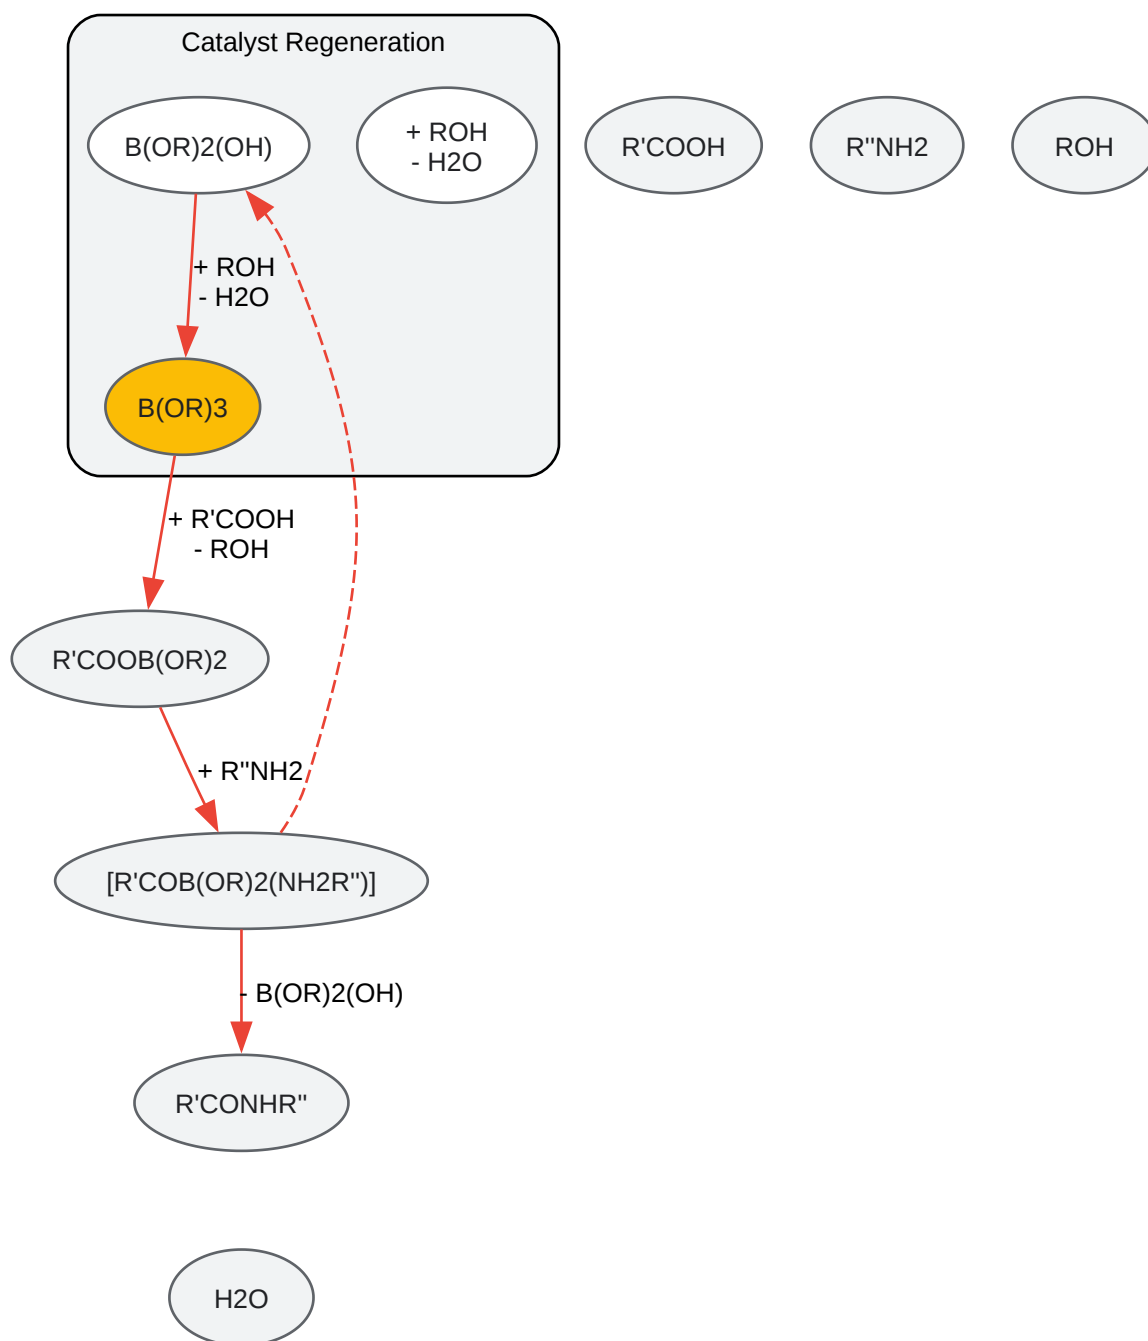 Catalyst Regeneration
B(OR)2(OH)
+ ROH
- H2O
R'COOH
R"NH2
ROH
+ ROH
- H2O
B(OR)3
+ R'COOH
- ROH
R'COOB(OR)2
+ R"NH2
[R'COB(OR)2(NH2R")]
- B(OR)2(OH)
R'CONHR"
H2O